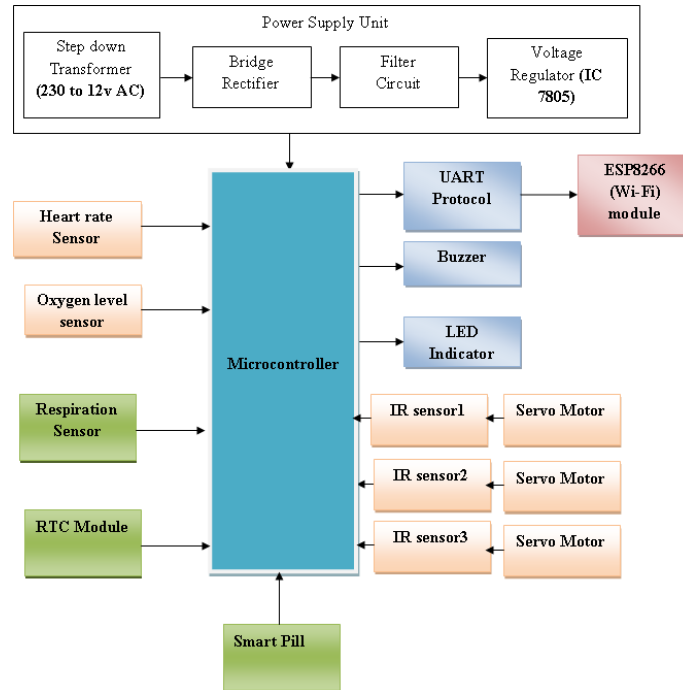 Power Supply Unit
Step down
Transformer
(230 to 12v AC)
Bridge
Rectifier
Filter
Circuit
Voltage
Regulator (IC
7805)
UART
Protocol
ESP8266
(Wi-Fi)
module
Heart rate
Sensor
Buzzer
Oxygen level
sensor
LED
Indicator
Microcontroller
Respiration
Sensor
IR sensor1
Servo Motor
IR sensor2
Servo Motor
RTC Module
IR sensor3
Servo Motor
Smart Pill